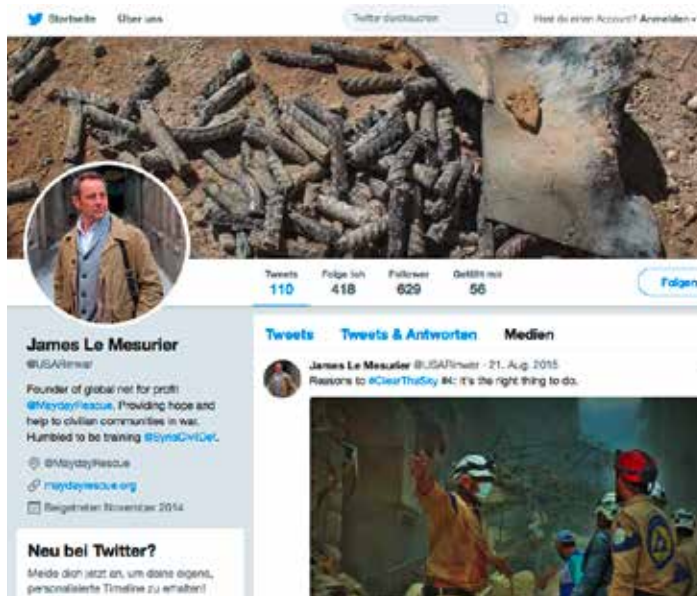 Startseite Über uns Twitter durchsuchen Hast du einen Account? Anmelden
Tweets Folge ich Follower Gefällt mir
110 418 629 56 Folgen
James Le Mesurier
@USARinwar
Founder of global not for profit
@MaydayRescue. Providing hope and
help to civilian communities in war.
Humbled to be training @SyriaCivilDef.
@MaydayRescue
maydayrescue.org
Beigetreten November 2014
Neu bei Twitter?
Melde dich jetzt an, um deine eigene,
personalisierte Timeline zu erhalten!
Tweets Tweets & Antworten Medien
James Le Mesurier @USARinwar · 21. Aug. 2015
Reasons to #ClearTheSky #4: it's the right thing to do.